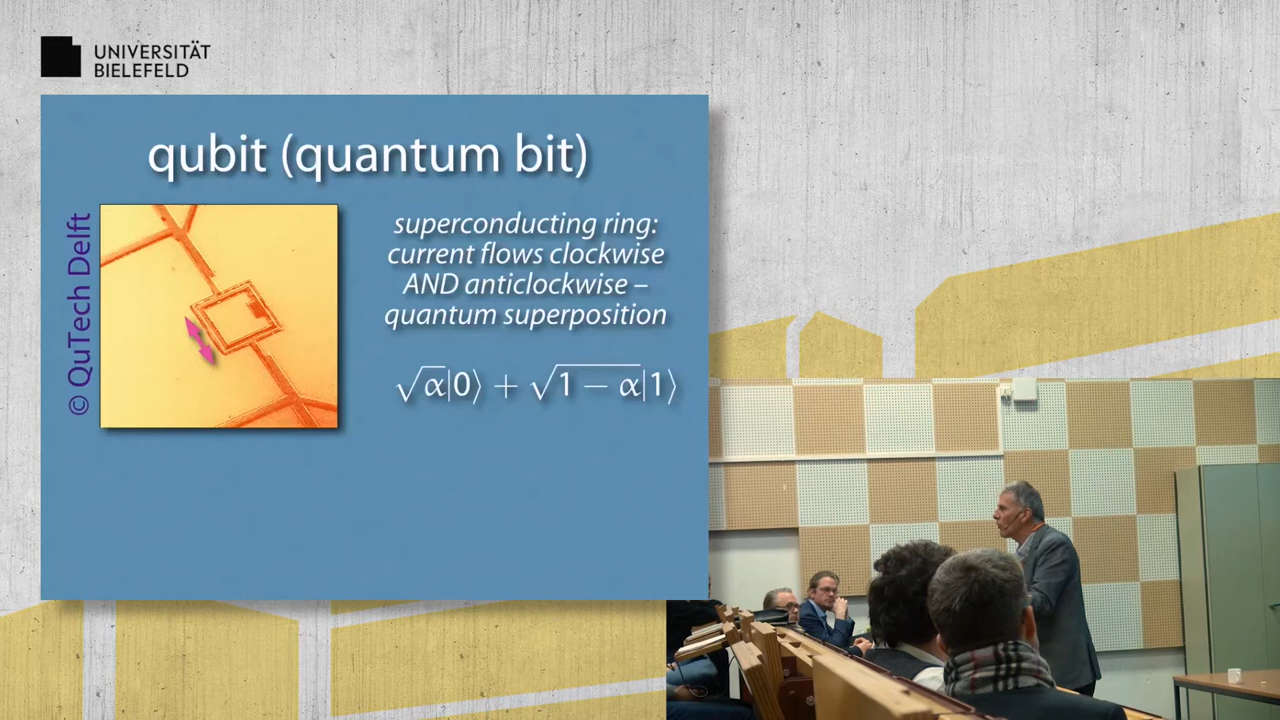 UNIVERSITÄT
BIELEFELD
qubit (quantum bit)
© QuTech Delft
superconducting ring:
current flows clockwise
AND anticlockwise –
quantum superposition
√α|0⟩ + √1 − α|1⟩